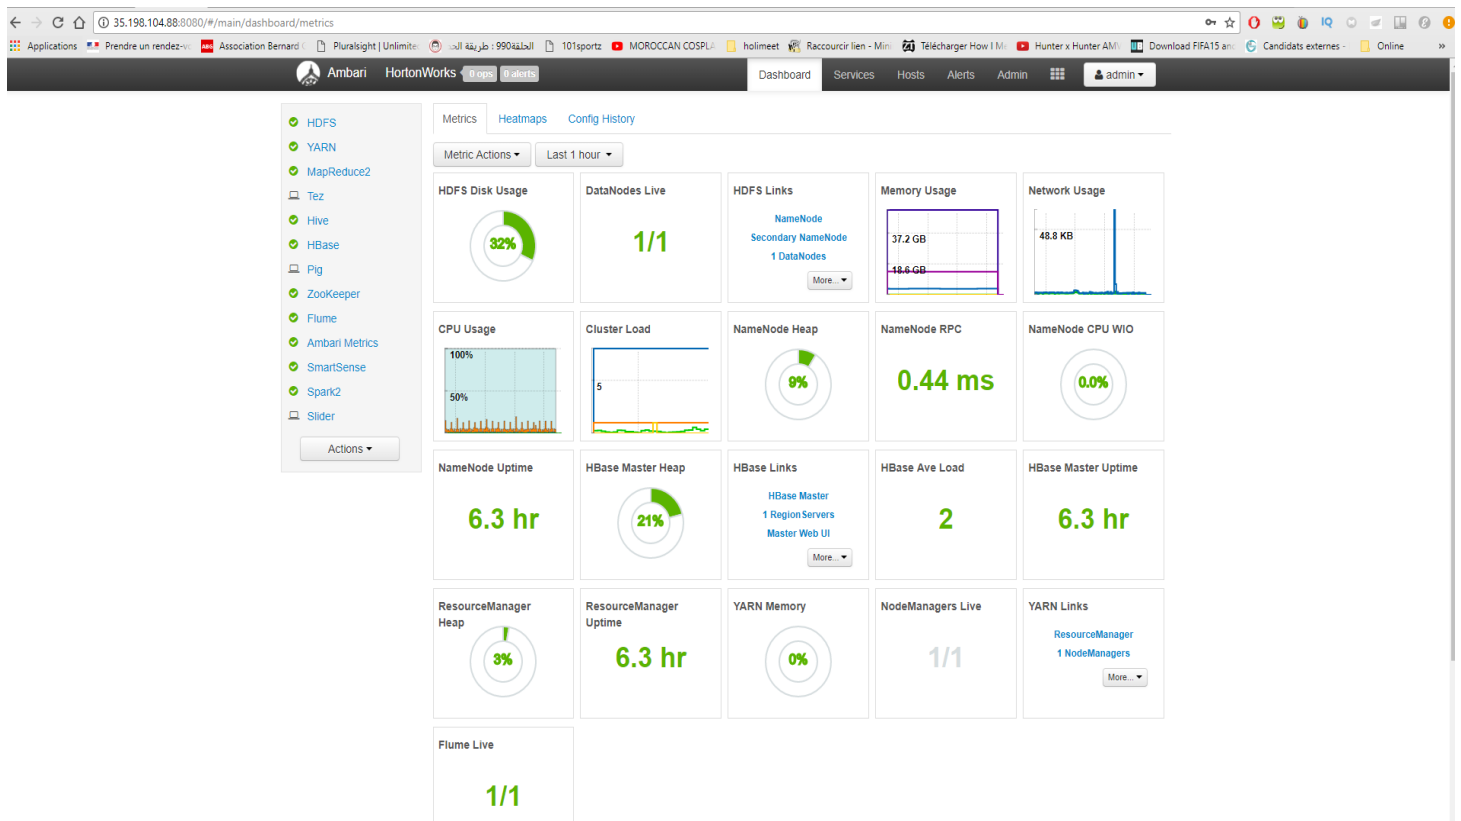 35.198.104.88:8080/#/main/dashboard/metrics
Applications Prendre un rendez-v Association Bernard Pluralsight | Unlimite الحلقة990 : طريقة الح 101sportz MOROCCAN COSPLA holimeet Raccourcir lien - Mini Télécharger How I Me Hunter x Hunter AMV Download FIFA15 and Candidats externes - Online »
Ambari HortonWorks 0 ops 0 alerts Dashboard Services Hosts Alerts Admin admin
HDFS
YARN
MapReduce2
Tez
Hive
HBase
Pig
ZooKeeper
Flume
Ambari Metrics
SmartSense
Spark2
Slider
Actions
Metrics Heatmaps Config History
Metric Actions Last 1 hour
HDFS Disk Usage
32%
DataNodes Live
1/1
HDFS Links
NameNode
Secondary NameNode
1 DataNodes
More...
Memory Usage
37.2 GB
18.6 GB
Network Usage
48.8 KB
CPU Usage
100%
50%
Cluster Load
5
NameNode Heap
9%
NameNode RPC
0.44 ms
NameNode CPU WIO
0.0%
NameNode Uptime
6.3 hr
HBase Master Heap
21%
HBase Links
HBase Master
1 RegionServers
Master Web UI
More...
HBase Ave Load
2
HBase Master Uptime
6.3 hr
ResourceManager
Heap
3%
ResourceManager
Uptime
6.3 hr
YARN Memory
0%
NodeManagers Live
1/1
YARN Links
ResourceManager
1 NodeManagers
More...
Flume Live
1/1